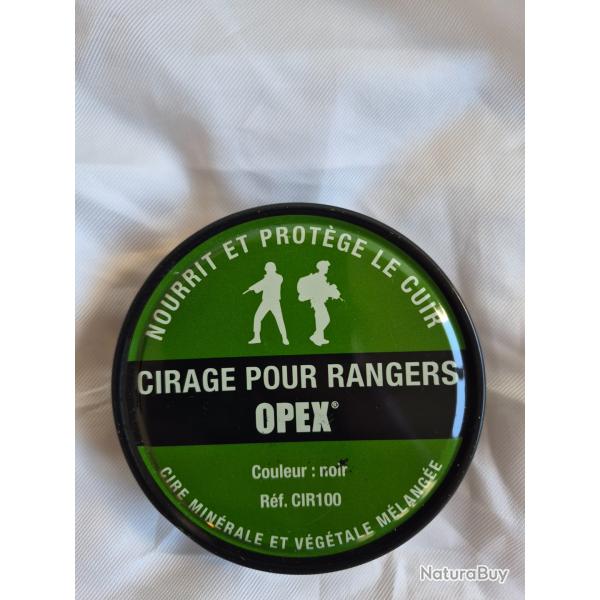 NOURRIT ET PROTÈGE LE CUIR
CIRAGE POUR RANGERS
OPEX®
Couleur : noir
Réf. CIR100
CIRE MINÉRALE ET VÉGÉTALE MÉLANGÉE
NaturaBuy